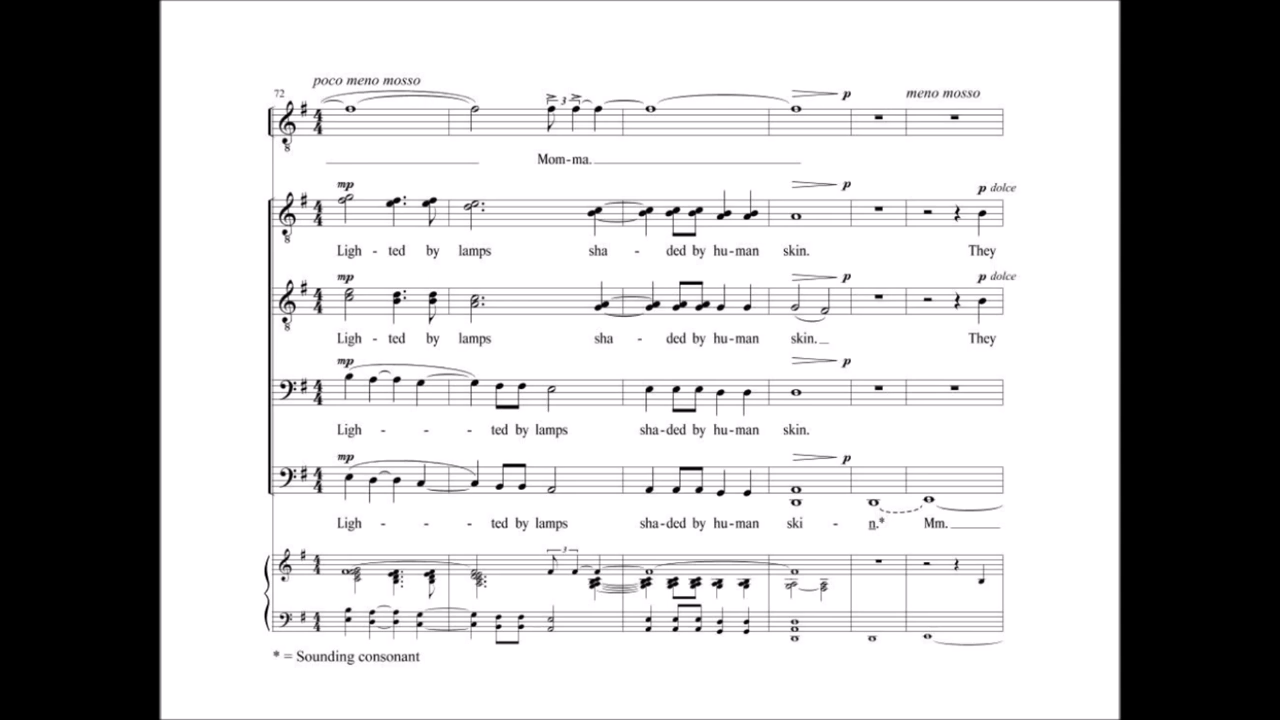 poco meno mosso
72
3
p
meno mosso
Mom-ma.
mp
p
p dolce
Ligh - ted by lamps sha - ded by hu-man skin. They
mp
p
p dolce
Ligh - ted by lamps sha - ded by hu-man skin. They
mp
p
Ligh - - - ted by lamps sha-ded by hu-man skin.
mp
p
Ligh - - - ted by lamps sha-ded by hu-man ski - n.* Mm.
3
* = Sounding consonant